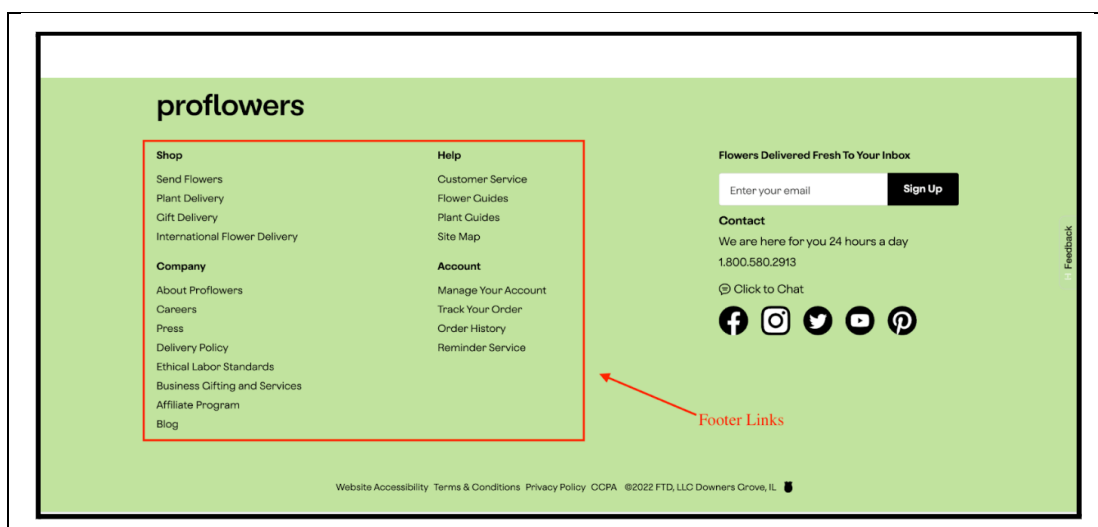 proflowers
Shop
Send Flowers
Plant Delivery
Gift Delivery
International Flower Delivery
Company
About Proflowers
Careers
Press
Delivery Policy
Ethical Labor Standards
Business Gifting and Services
Affiliate Program
Blog
Help
Customer Service
Flower Guides
Plant Guides
Site Map
Account
Manage Your Account
Track Your Order
Order History
Reminder Service
Flowers Delivered Fresh To Your Inbox
Enter your email Sign Up
Contact
We are here for you 24 hours a day
1.800.580.2913
Click to Chat
Feedback
Footer Links
Website Accessibility Terms & Conditions Privacy Policy CCPA ©2022 FTD, LLC Downers Grove, IL